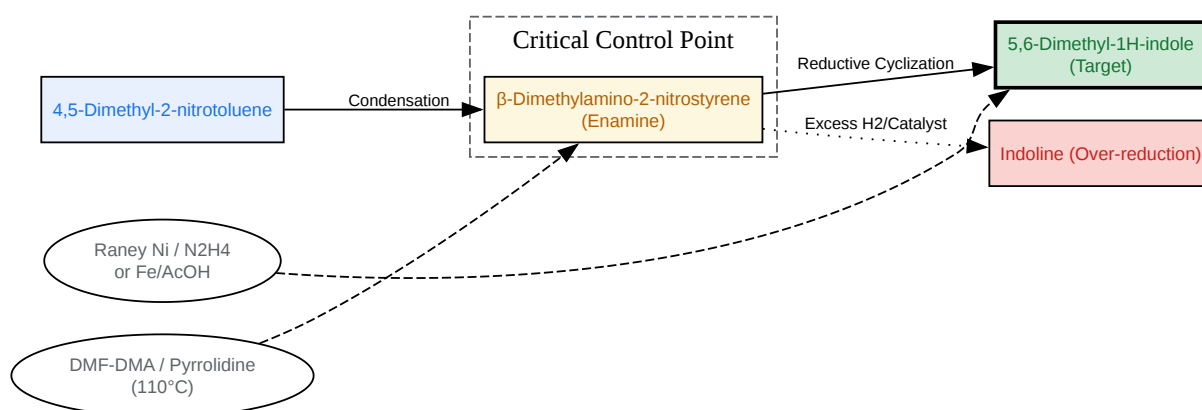 Critical Control Point
4,5-Dimethyl-2-nitrotoluene
Condensation
β-Dimethylamino-2-nitrostyrene
(Enamine)
Reductive Cyclization
5,6-Dimethyl-1H-indole
(Target)
Excess H2/Catalyst
Indoline (Over-reduction)
Raney Ni / N2H4
or Fe/AcOH
DMF-DMA / Pyrrolidine
(110°C)